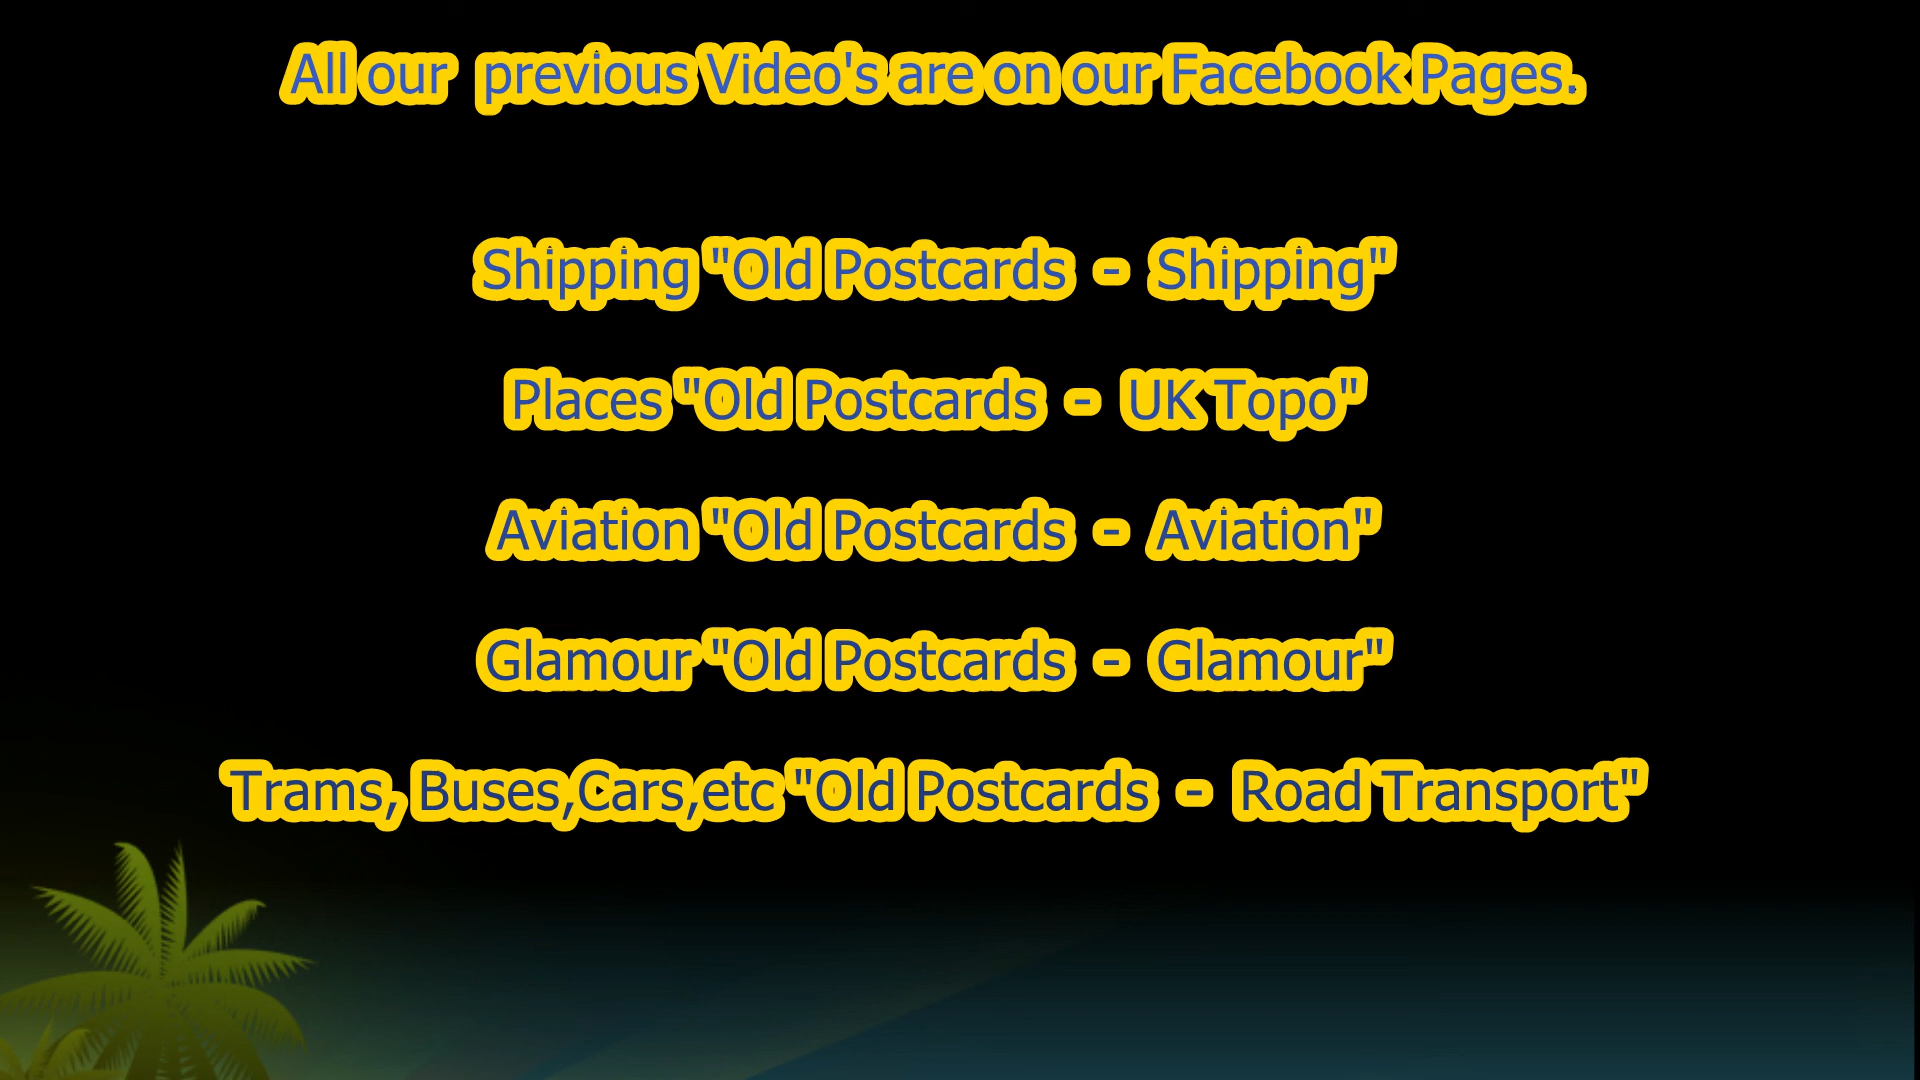 All our  previous Video's are on our Facebook Pages.
Shipping "Old Postcards  -  Shipping"
Places "Old Postcards  -  UK Topo"
Aviation "Old Postcards  -  Aviation"
Glamour "Old Postcards  -  Glamour"
Trams, Buses,Cars,etc "Old Postcards  -  Road Transport"